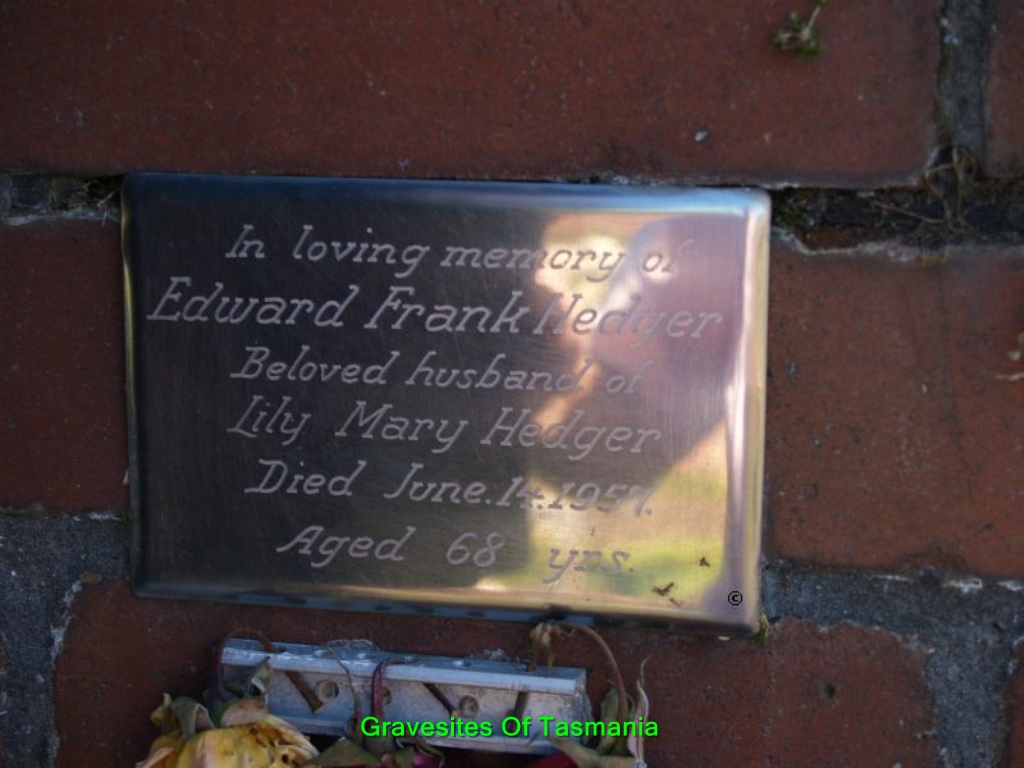 In loving memory of
Edward Frank Hedger
Beloved husband of
Lily Mary Hedger
Died June.14.1957.
Aged 68 yrs.
©
Gravesites Of Tasmania